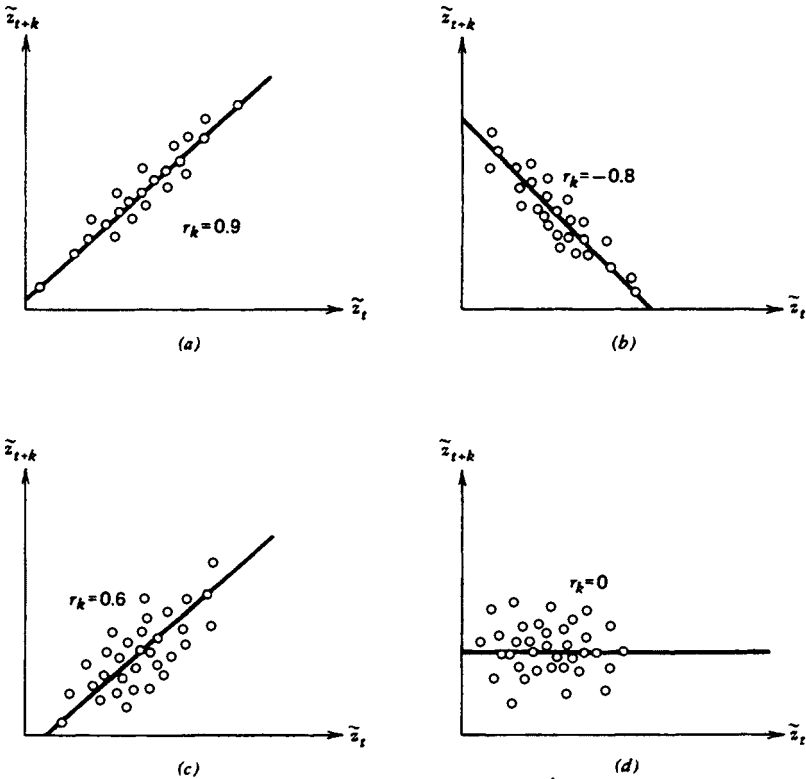 z̃ₜ₊ₖ
z̃ₜ₊ₖ
rₖ=−0.8
rₖ=0.9
z̃ₜ
z̃ₜ
(a)
(b)
z̃ₜ₊ₖ
z̃ₜ₊ₖ
rₖ=0.6
rₖ=0
z̃ₜ
z̃ₜ
(c)
(d)